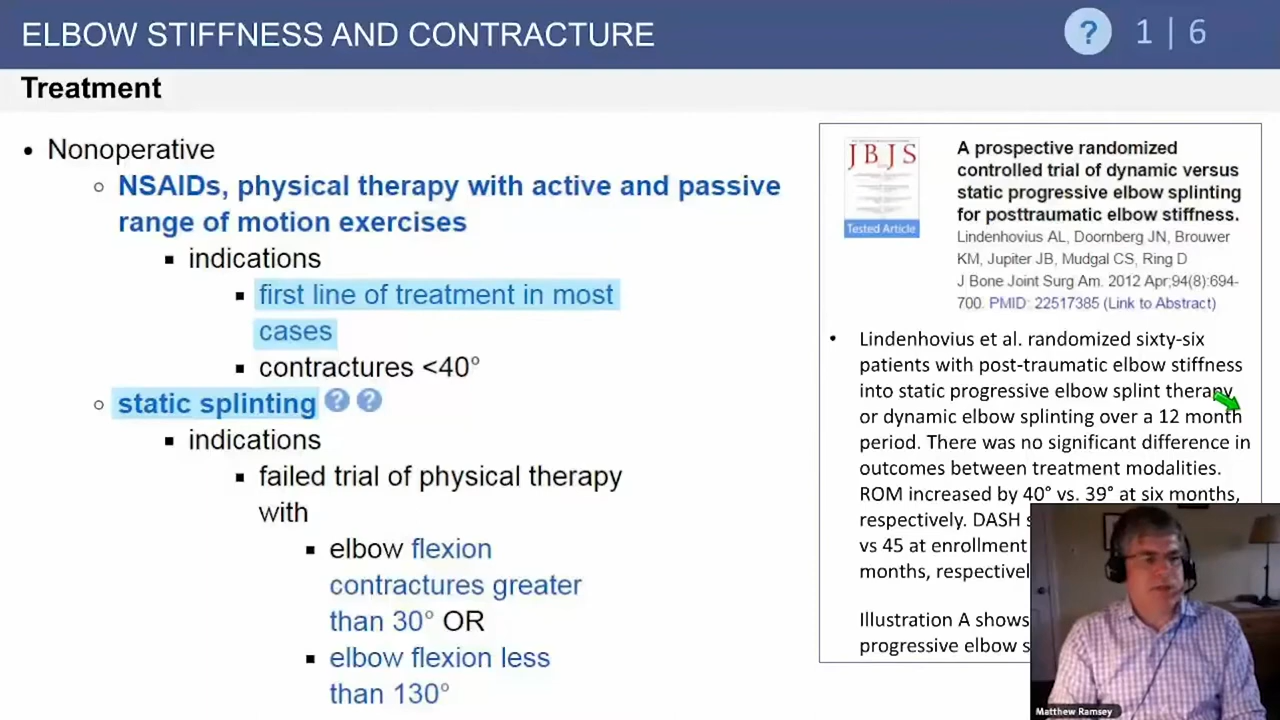 ELBOW STIFFNESS AND CONTRACTURE
? 1 | 6
Treatment
• Nonoperative
○ NSAIDs, physical therapy with active and passive
range of motion exercises
▪ indications
▪ first line of treatment in most
cases
▪ contractures <40°
○ static splinting ? ?
▪ indications
▪ failed trial of physical therapy
with
▪ elbow flexion
contractures greater
than 30° OR
▪ elbow flexion less
than 130°
JBJS
Tested Article
A prospective randomized
controlled trial of dynamic versus
static progressive elbow splinting
for posttraumatic elbow stiffness.
Lindenhovius AL, Doornberg JN, Brouwer
KM, Jupiter JB, Mudgal CS, Ring D
J Bone Joint Surg Am. 2012 Apr;94(8):694-
700. PMID: 22517385 (Link to Abstract)
• Lindenhovius et al. randomized sixty-six
patients with post-traumatic elbow stiffness
into static progressive elbow splint therapy
or dynamic elbow splinting over a 12 month
period. There was no significant difference in
outcomes between treatment modalities.
ROM increased by 40° vs. 39° at six months,
respectively. DASH
vs 45 at enrollment
months,
Illustration A shows
progressive elbow
Matthew Ramsey